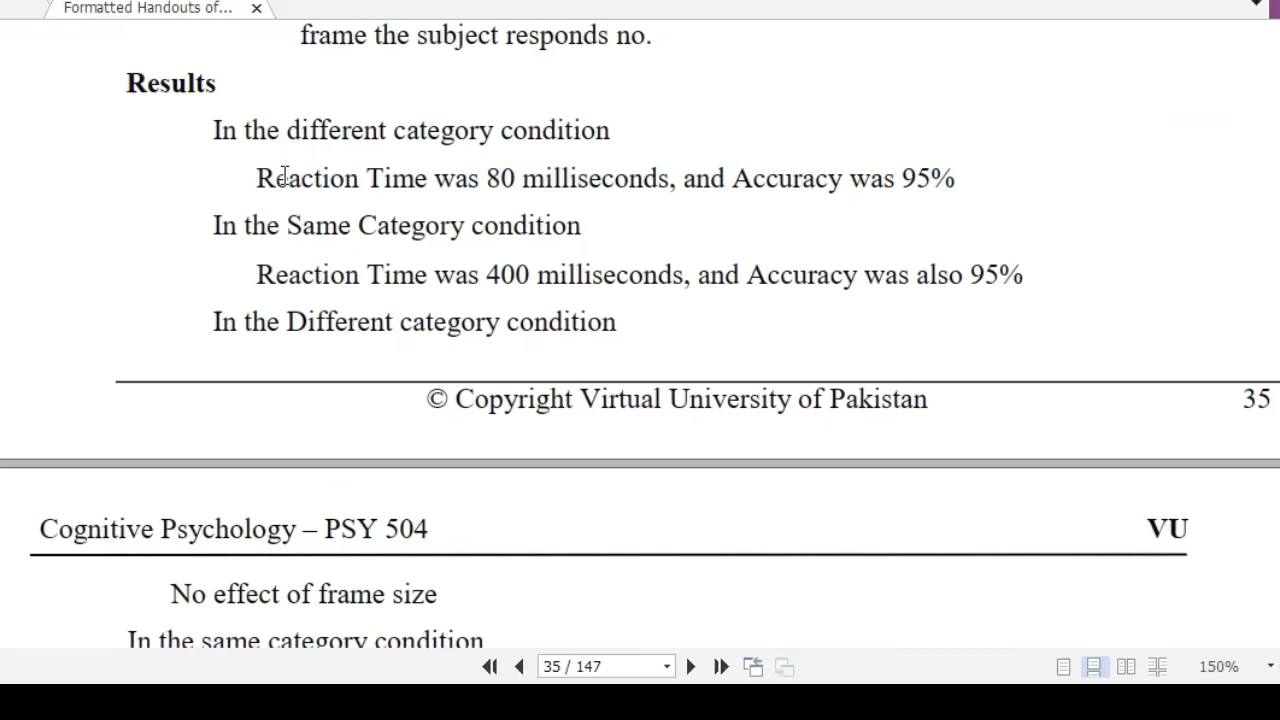 Formatted Handouts of...
frame the subject responds no.
Results
In the different category condition
Reaction Time was 80 milliseconds, and Accuracy was 95%
In the Same Category condition
Reaction Time was 400 milliseconds, and Accuracy was also 95%
In the Different category condition
© Copyright Virtual University of Pakistan 35
Cognitive Psychology – PSY 504 VU
No effect of frame size
In the same category condition
35 / 147 150%